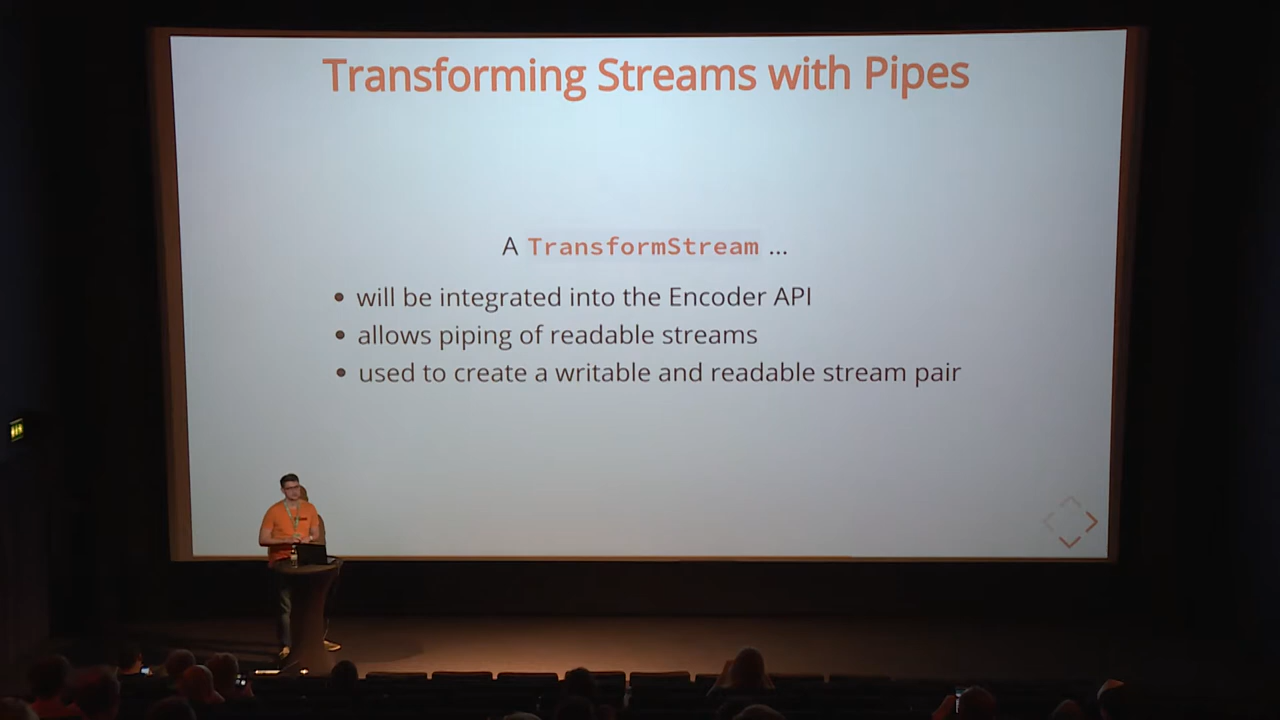 Transforming Streams with Pipes
A TransformStream ...
will be integrated into the Encoder API
allows piping of readable streams
used to create a writable and readable stream pair